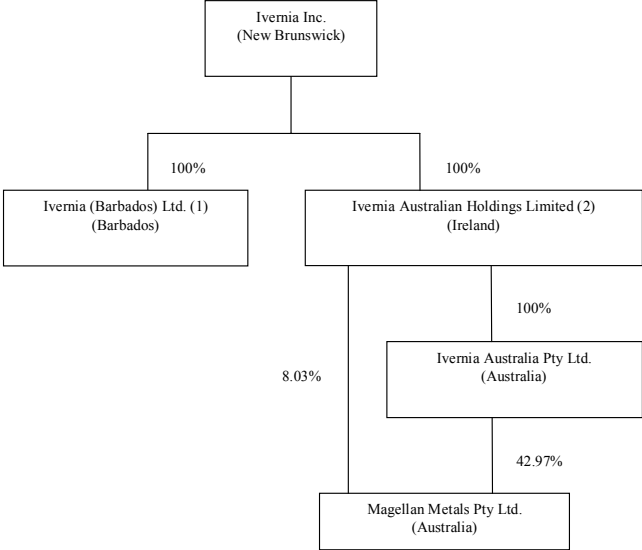 Ivernia Inc.
(New Brunswick)
100%
100%
Ivernia (Barbados) Ltd. (1)
(Barbados)
Ivernia Australian Holdings Limited (2)
(Ireland)
100%
Ivernia Australia Pty Ltd.
(Australia)
8.03%
42.97%
Magellan Metals Pty Ltd.
(Australia)